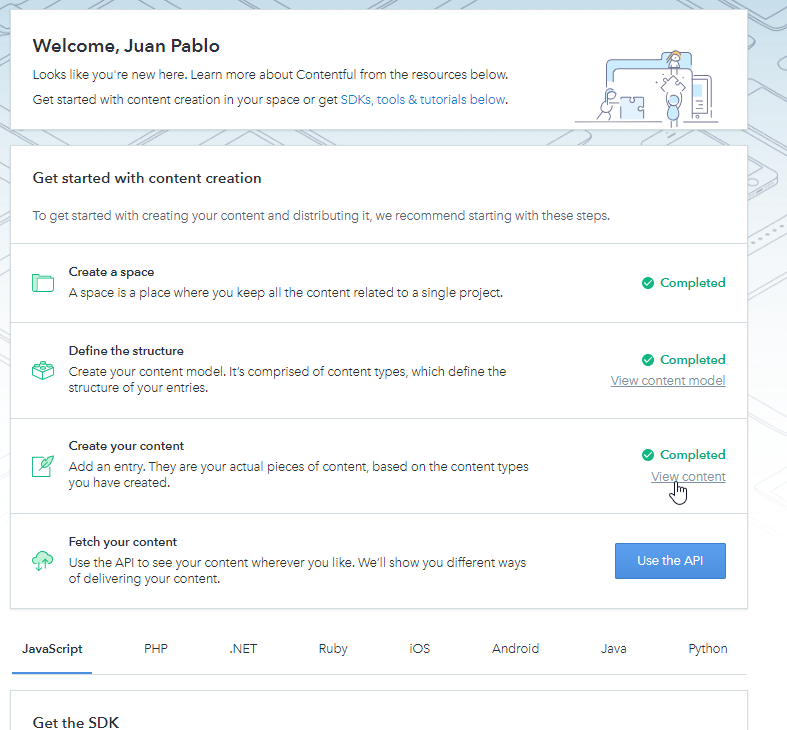 Welcome, Juan Pablo
Looks like you're new here. Learn more about Contentful from the resources below.
Get started with content creation in your space or get SDKs, tools & tutorials below.
Get started with content creation
To get started with creating your content and distributing it, we recommend starting with these steps.
Create a space
A space is a place where you keep all the content related to a single project.
Completed
Define the structure
Create your content model. It's comprised of content types, which define the
structure of your entries.
Completed
View content model
Create your content
Add an entry. They are your actual pieces of content, based on the content types
you have created.
Completed
View content
Fetch your content
Use the API to see your content wherever you like. We'll show you different ways
of delivering your content.
Use the API
JavaScript PHP .NET Ruby iOS Android Java Python
Get the SDK